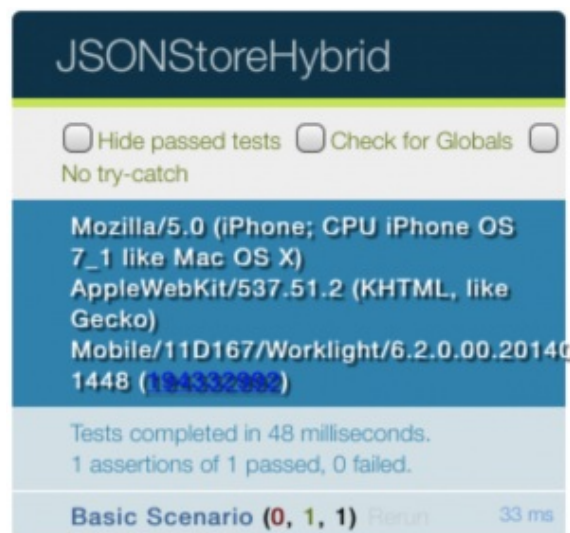 JSONStoreHybrid
Hide passed tests Check for Globals
No try-catch
Mozilla/5.0 (iPhone; CPU iPhone OS
7_1 like Mac OS X)
AppleWebKit/537.51.2 (KHTML, like
Gecko)
Mobile/11D167/Worklight/6.2.0.00.20140
1448 (194332992)
Tests completed in 48 milliseconds.
1 assertions of 1 passed, 0 failed.
Basic Scenario (0, 1, 1) Rerun 33 ms